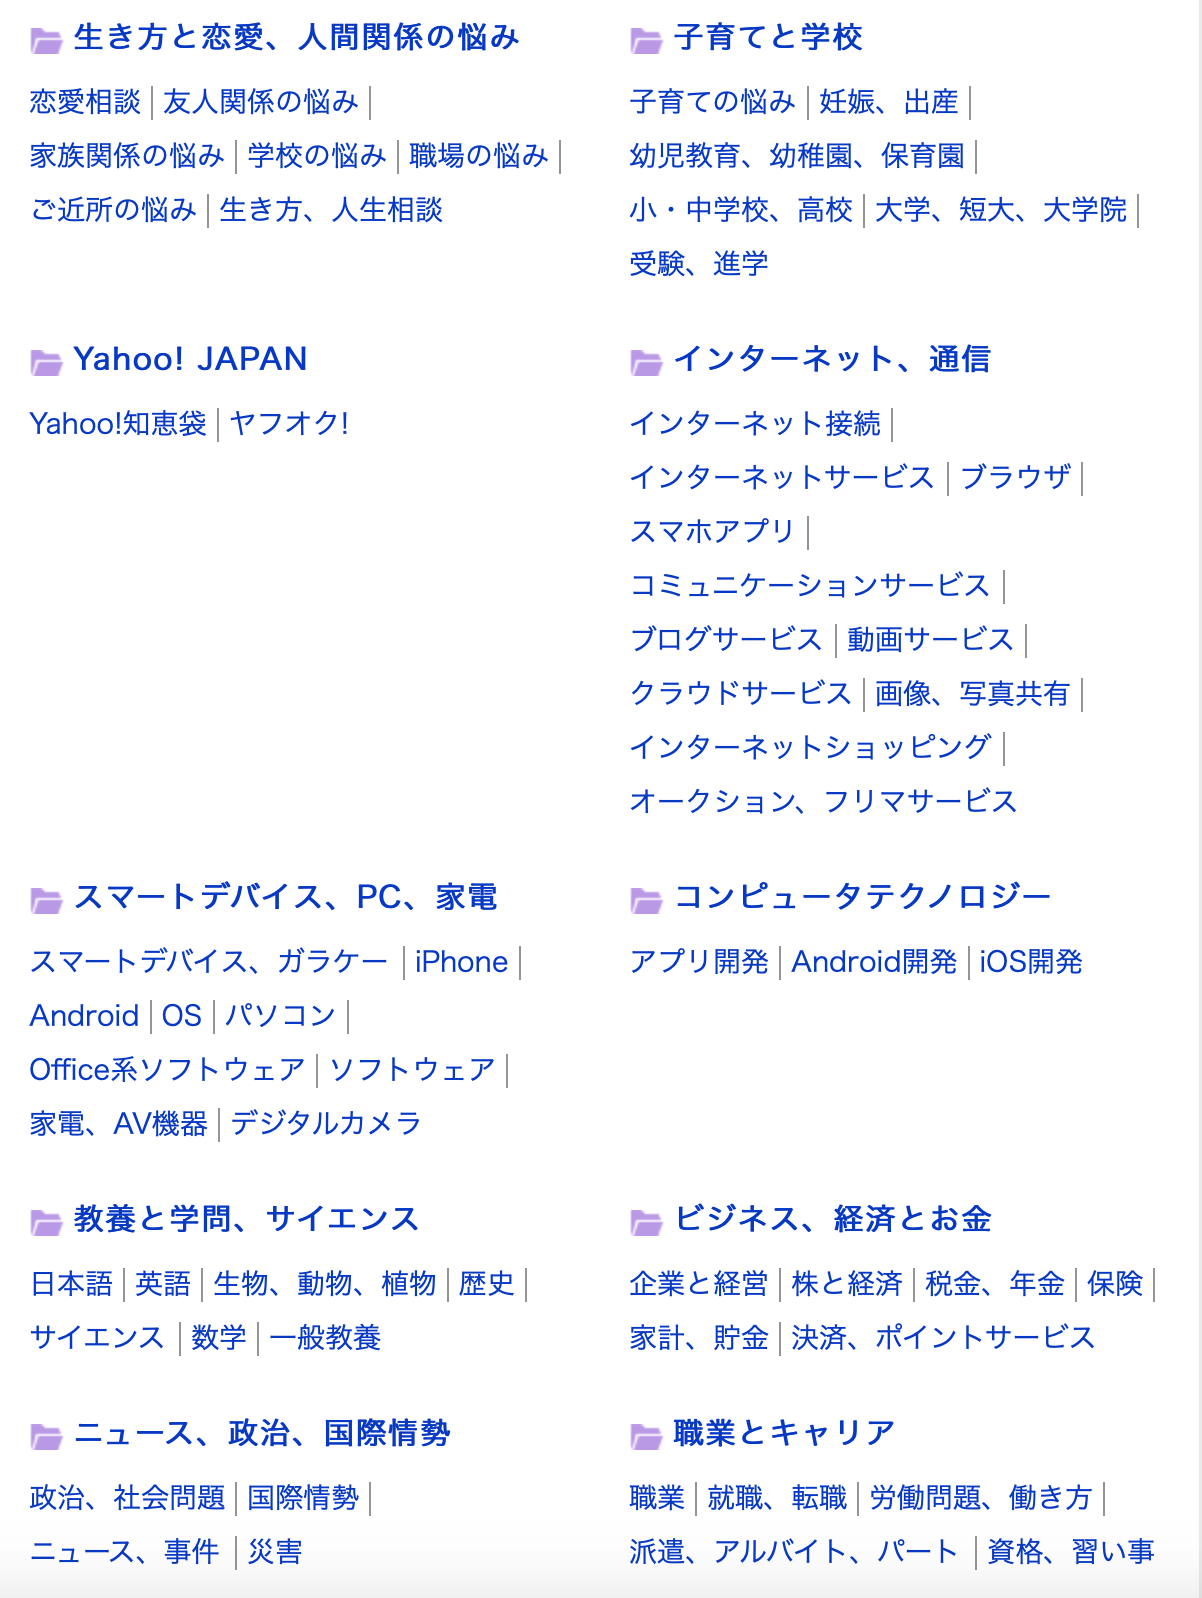 生き方と恋愛、人間関係の悩み
恋愛相談 | 友人関係の悩み |
家族関係の悩み | 学校の悩み | 職場の悩み |
ご近所の悩み | 生き方、人生相談
子育てと学校
子育ての悩み | 妊娠、出産 |
幼児教育、幼稚園、保育園 |
小・中学校、高校 | 大学、短大、大学院 |
受験、進学
Yahoo! JAPAN
Yahoo!知恵袋 | ヤフオク!
インターネット、通信
インターネット接続 |
インターネットサービス | ブラウザ |
スマホアプリ |
コミュニケーションサービス |
ブログサービス | 動画サービス |
クラウドサービス | 画像、写真共有 |
インターネットショッピング |
オークション、フリマサービス
スマートデバイス、PC、家電
スマートデバイス、ガラケー | iPhone |
Android | OS | パソコン |
Office系ソフトウェア | ソフトウェア |
家電、AV機器 | デジタルカメラ
コンピュータテクノロジー
アプリ開発 | Android開発 | iOS開発
教養と学問、サイエンス
日本語 | 英語 | 生物、動物、植物 | 歴史 |
サイエンス | 数学 | 一般教養
ビジネス、経済とお金
企業と経営 | 株と経済 | 税金、年金 | 保険 |
家計、貯金 | 決済、ポイントサービス
ニュース、政治、国際情勢
政治、社会問題 | 国際情勢 |
ニュース、事件 | 災害
職業とキャリア
職業 | 就職、転職 | 労働問題、働き方 |
派遣、アルバイト、パート | 資格、習い事